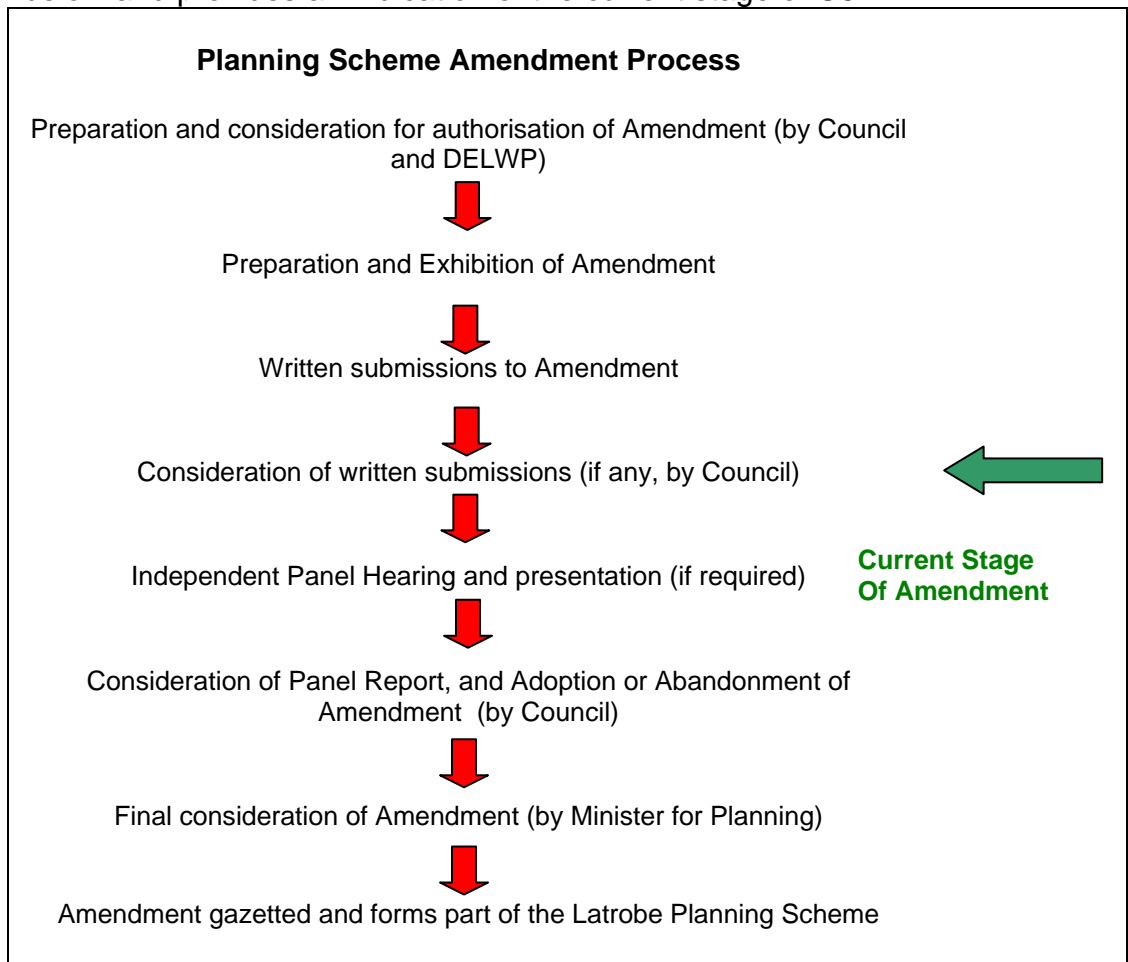 Planning Scheme Amendment Process
Preparation and consideration for authorisation of Amendment (by Council
and DELWP)
Preparation and Exhibition of Amendment
Written submissions to Amendment
Consideration of written submissions (if any, by Council)
Independent Panel Hearing and presentation (if required)
Current Stage
Of Amendment
Consideration of Panel Report, and Adoption or Abandonment of
Amendment (by Council)
Final consideration of Amendment (by Minister for Planning)
Amendment gazetted and forms part of the Latrobe Planning Scheme